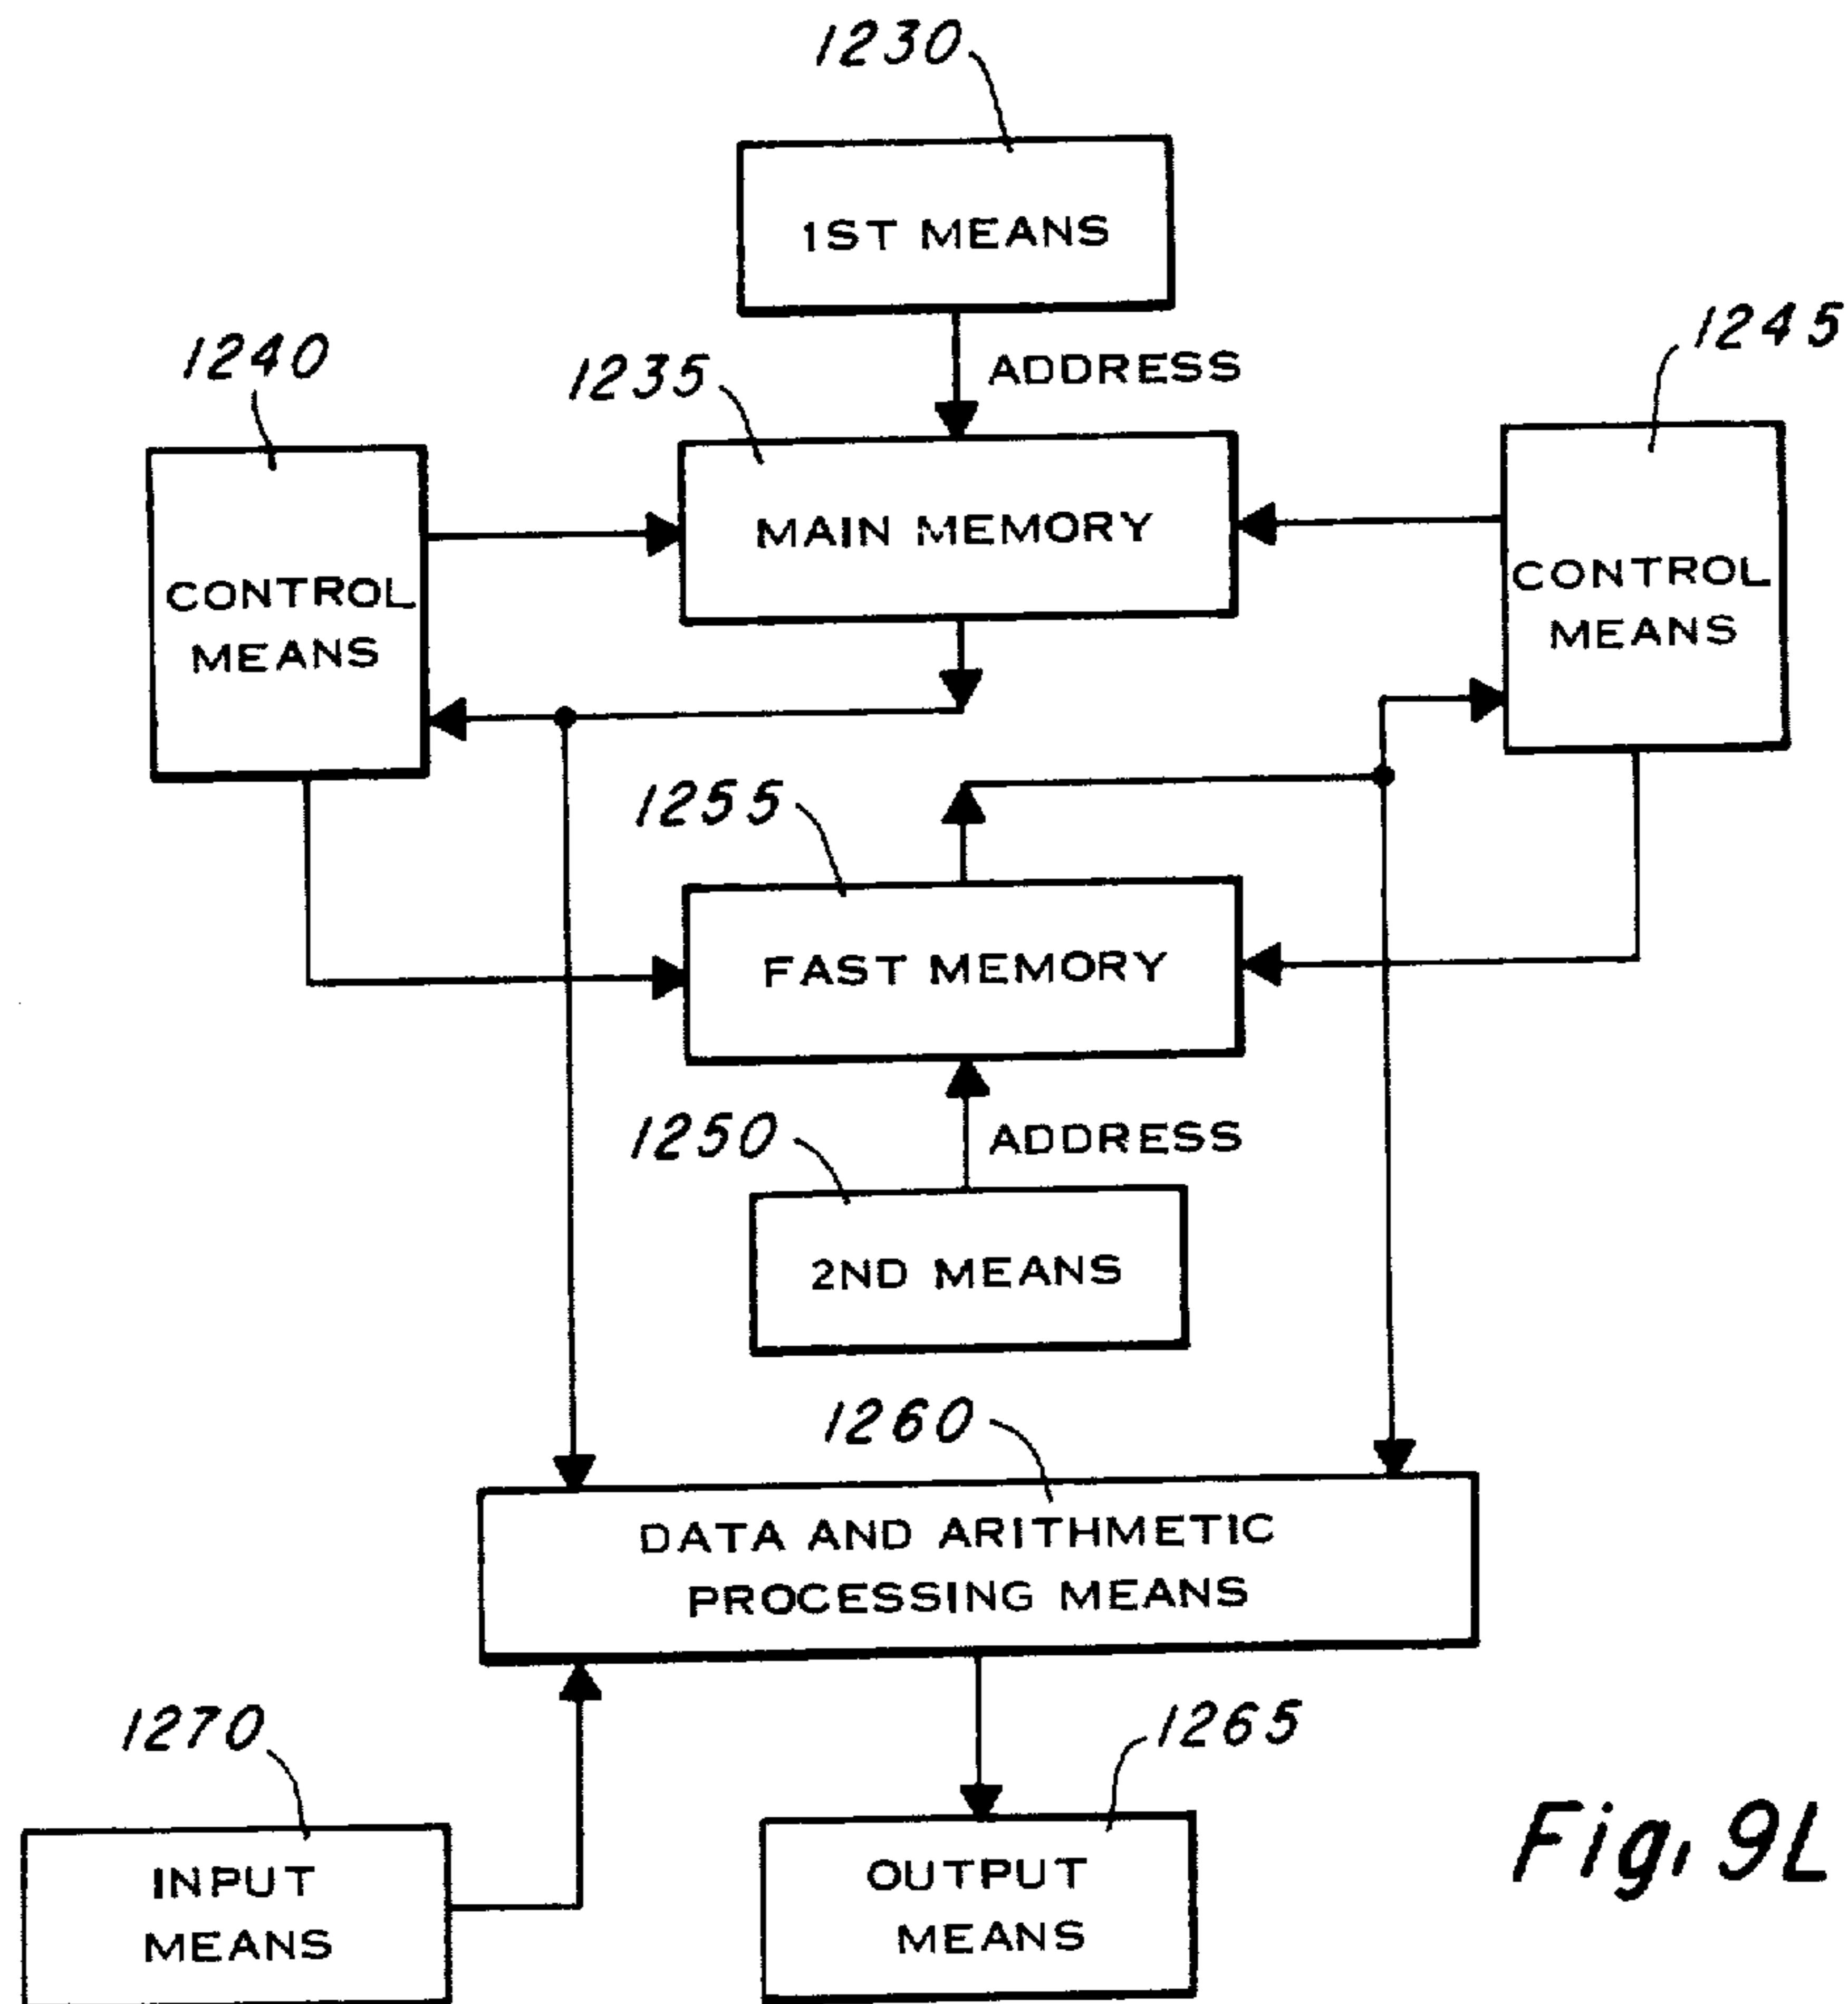 1230
1ST MEANS
1240
1235
ADDRESS
1245
MAIN MEMORY
CONTROL
MEANS
CONTROL
MEANS
1255
FAST MEMORY
1250
ADDRESS
2ND MEANS
1260
DATA AND ARITHMETIC
PROCESSING MEANS
1270
1265
INPUT
MEANS
OUTPUT
MEANS
Fig. 9L